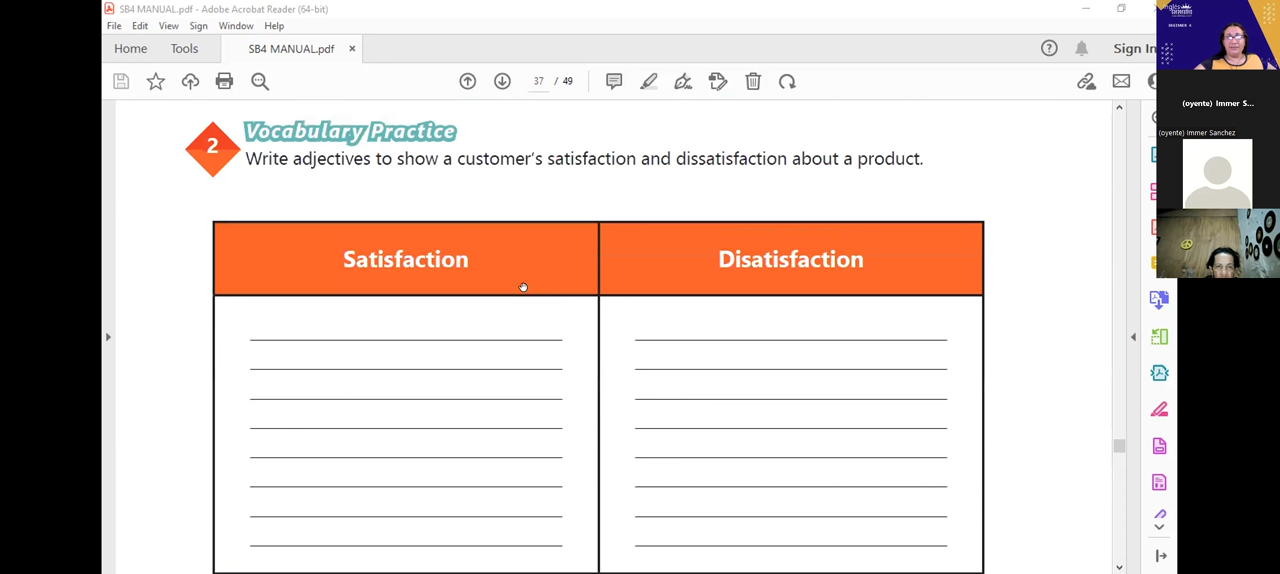 SB4 MANUAL.pdf - Adobe Acrobat Reader (64-bit)
File Edit View Sign Window Help
Home Tools SB4 MANUAL.pdf × Sign In
37 / 49
2 Vocabulary Practice
Write adjectives to show a customer's satisfaction and dissatisfaction about a product.
Satisfaction Disatisfaction
BEGINNER 4
(oyente) Immer S...
(oyente) Immer Sanchez